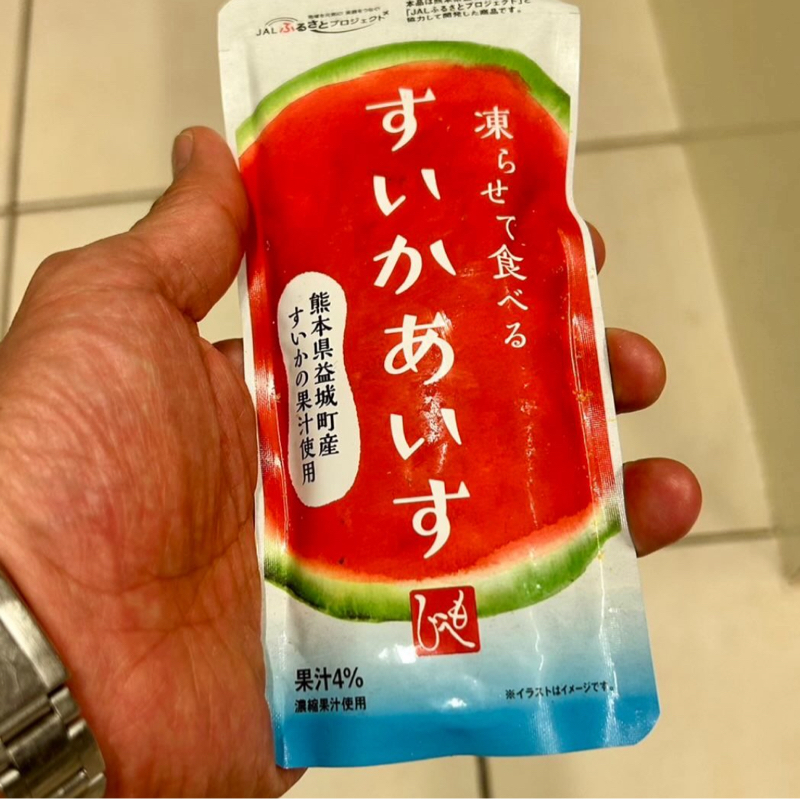 JALふるさとプロジェクト
「JALふるさとプロジェクト」と
協力して開発した商品です。
凍らせて食べる
すいかあいす
熊本県益城町産
すいかの果汁使用
もへじ
果汁4%
濃縮果汁使用
※イラストはイメージです。